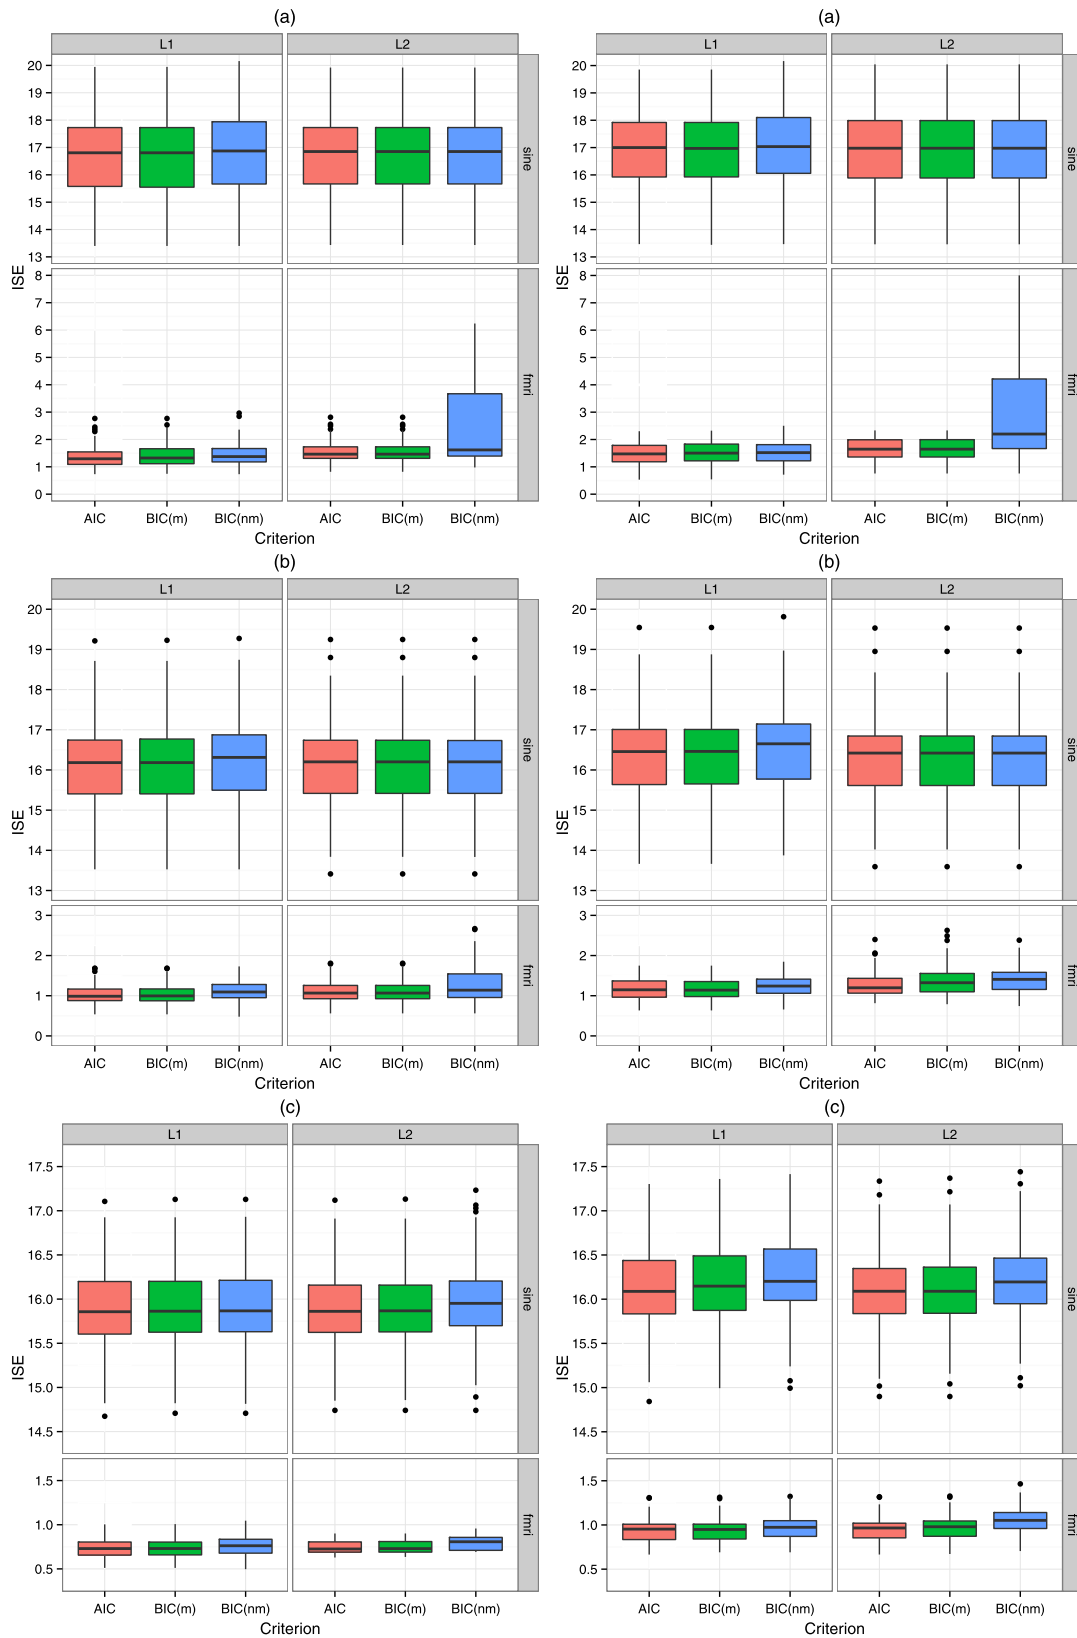 (a)
L1 L2
20
19
18
17
16
15
14
13
sine
ISE
8
7
6
5
4
3
2
1
0
fmri
AIC BIC(m) BIC(nm) AIC BIC(m) BIC(nm)
Criterion
(a)
L1 L2
20
19
18
17
16
15
14
13
sine
ISE
8
7
6
5
4
3
2
1
0
fmri
AIC BIC(m) BIC(nm) AIC BIC(m) BIC(nm)
Criterion
(b)
L1 L2
20
19
18
17
16
15
14
13
sine
ISE
3
2
1
0
fmri
AIC BIC(m) BIC(nm) AIC BIC(m) BIC(nm)
Criterion
(b)
L1 L2
20
19
18
17
16
15
14
13
sine
ISE
3
2
1
0
fmri
AIC BIC(m) BIC(nm) AIC BIC(m) BIC(nm)
Criterion
(c)
L1 L2
17.5
17.0
16.5
16.0
15.5
15.0
14.5
sine
ISE
1.5
1.0
0.5
fmri
AIC BIC(m) BIC(nm) AIC BIC(m) BIC(nm)
Criterion
(c)
L1 L2
17.5
17.0
16.5
16.0
15.5
15.0
14.5
sine
ISE
1.5
1.0
0.5
fmri
AIC BIC(m) BIC(nm) AIC BIC(m) BIC(nm)
Criterion